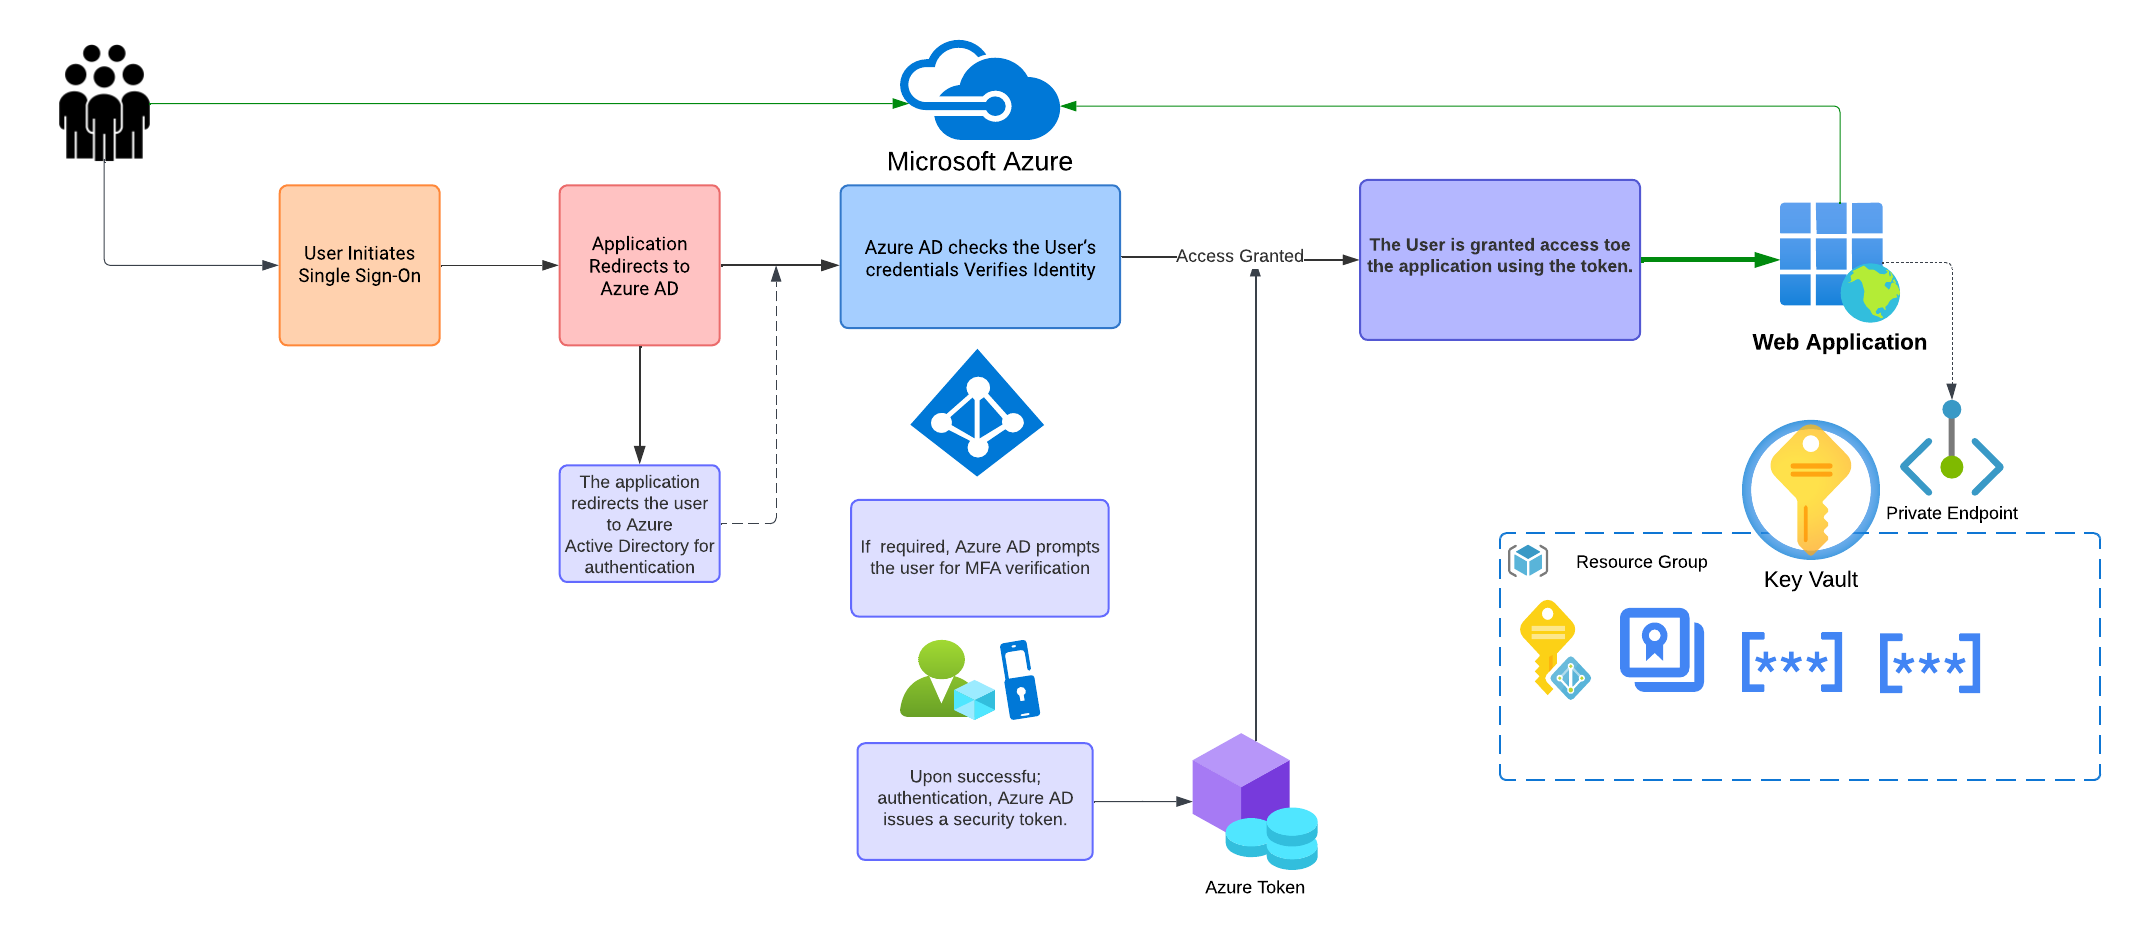 Microsoft Azure
User Initiates
Single Sign-On
Application
Redirects to
Azure AD
Azure AD checks the User's
credentials Verifies Identity
Access Granted
The User is granted access toe
the application using the token.
Web Application
The application
redirects the user
to Azure
Active Directory for
authentication
If  required, Azure AD prompts
the user for MFA verification
Private Endpoint
Resource Group
Key Vault
[***]
[***]
Upon successfu;
authentication, Azure AD
issues a security token.
Azure Token